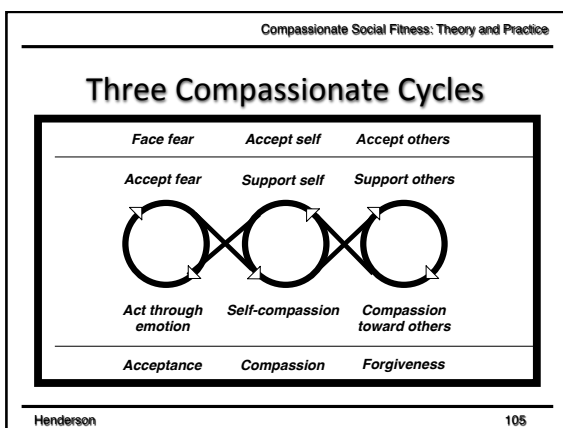 Compassionate Social Fitness: Theory and Practice
Three Compassionate Cycles
Face fear Accept self Accept others
Accept fear Support self Support others
Act through emotion Self-compassion Compassion toward others
Acceptance Compassion Forgiveness
Henderson 105